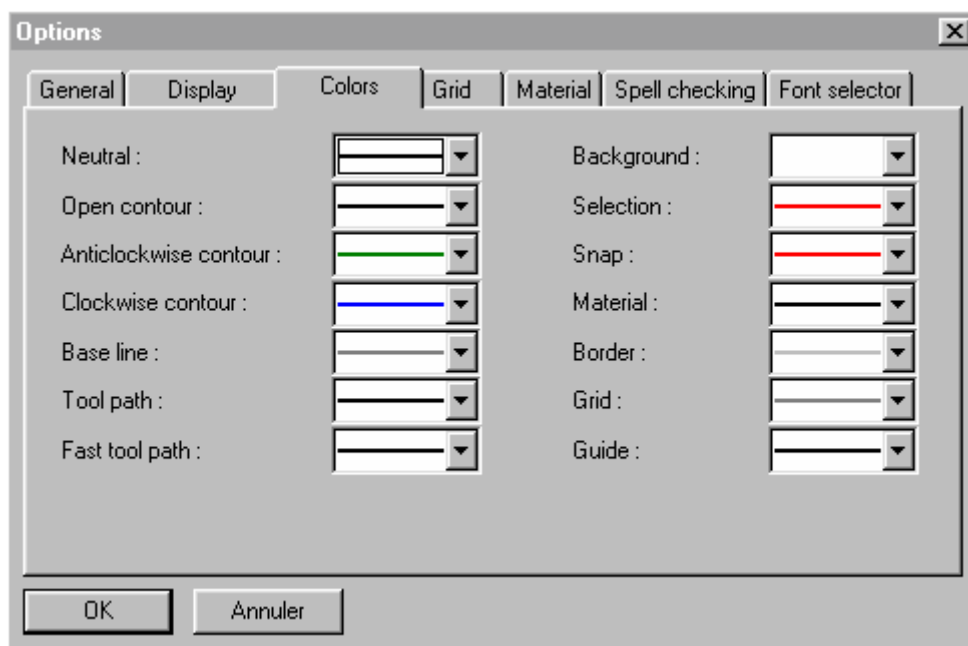 Options
General Display Colors Grid Material Spell checking Font selector
Neutral : Background :
Open contour : Selection :
Anticlockwise contour : Snap :
Clockwise contour : Material :
Base line : Border :
Tool path : Grid :
Fast tool path : Guide :
OK Annuler